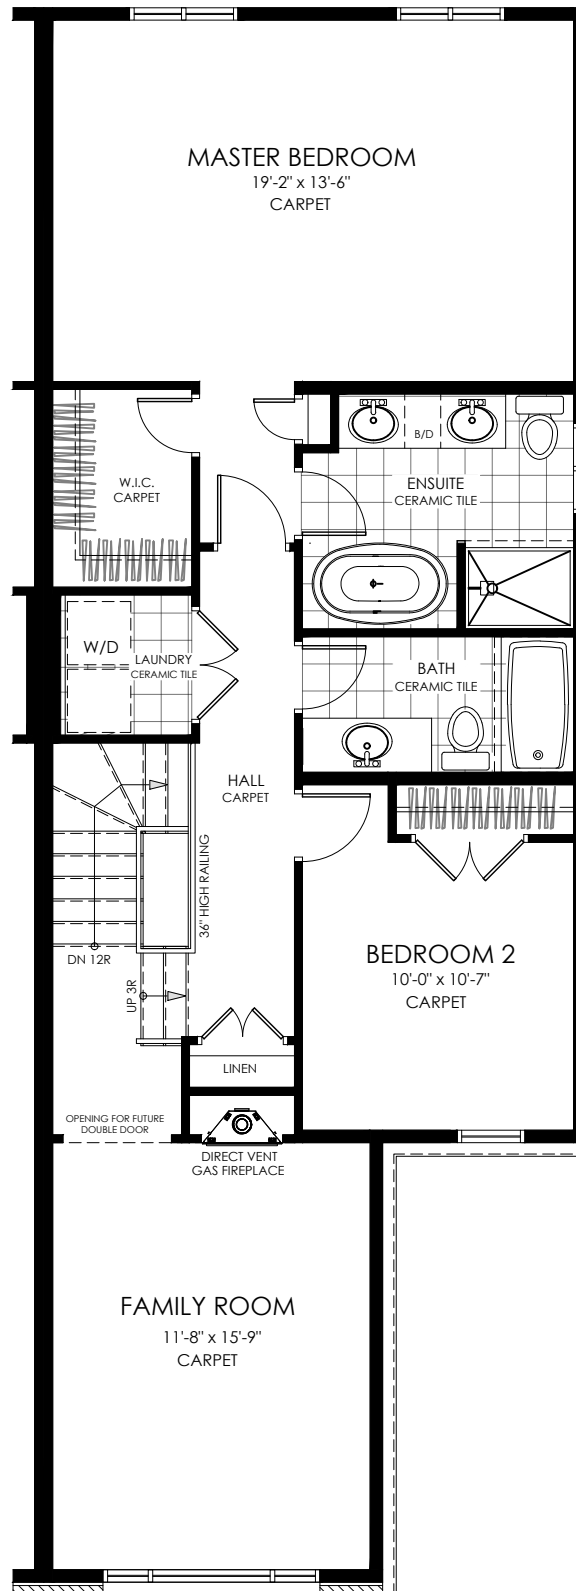 MASTER BEDROOM
19'-2" x 13'-6"
CARPET
B/D
W.I.C.
CARPET
ENSUITE
CERAMIC TILE
W/D
LAUNDRY
CERAMIC TILE
BATH
CERAMIC TILE
HALL
CARPET
36" HIGH RAILING
DN 12R
UP 3R
BEDROOM 2
10'-0" x 10'-7"
CARPET
LINEN
OPENING FOR FUTURE
DOUBLE DOOR
DIRECT VENT
GAS FIREPLACE
FAMILY ROOM
11'-8" x 15'-9"
CARPET